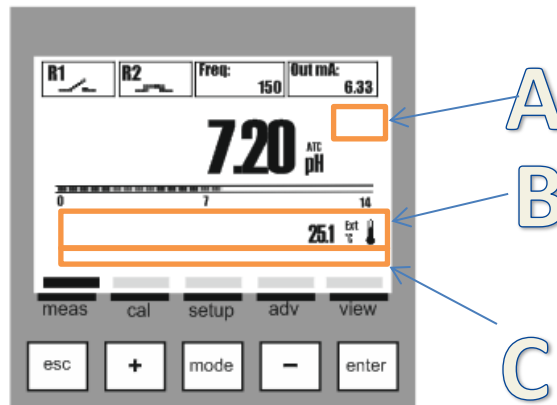 R1 R2 Freq: 150 Out mA: 6.33
A
7.20 ATC pH
0 7 14
B
25.1 Ext °C
meas cal setup adv view
C
esc + mode – enter